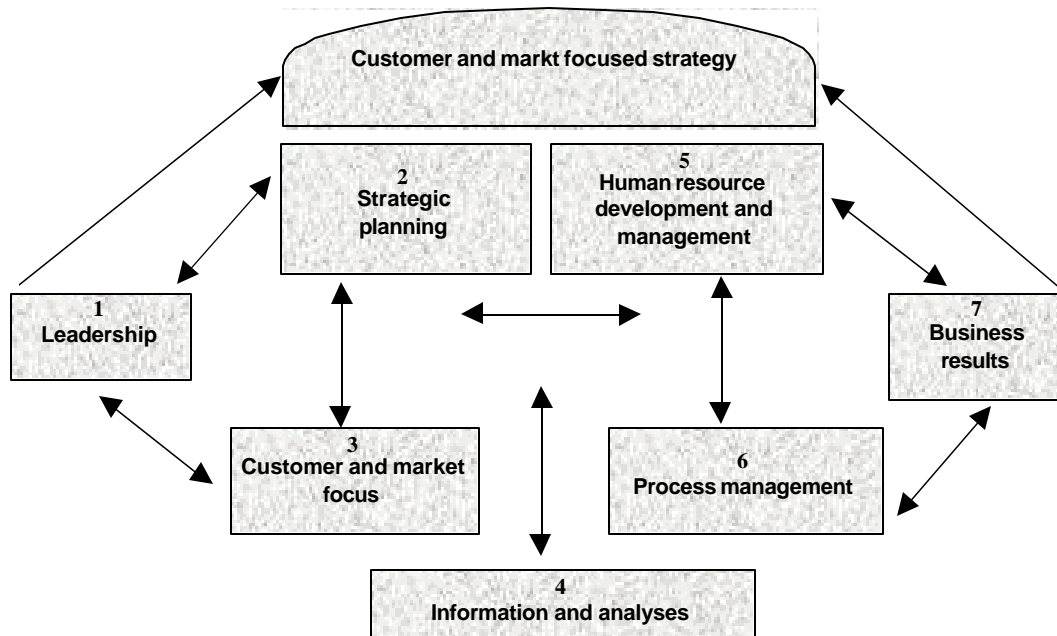 Customer and markt focused strategy
2
Strategic
planning
5
Human resource
development and
management
1
Leadership
7
Business
results
3
Customer and market
focus
6
Process management
4
Information and analyses